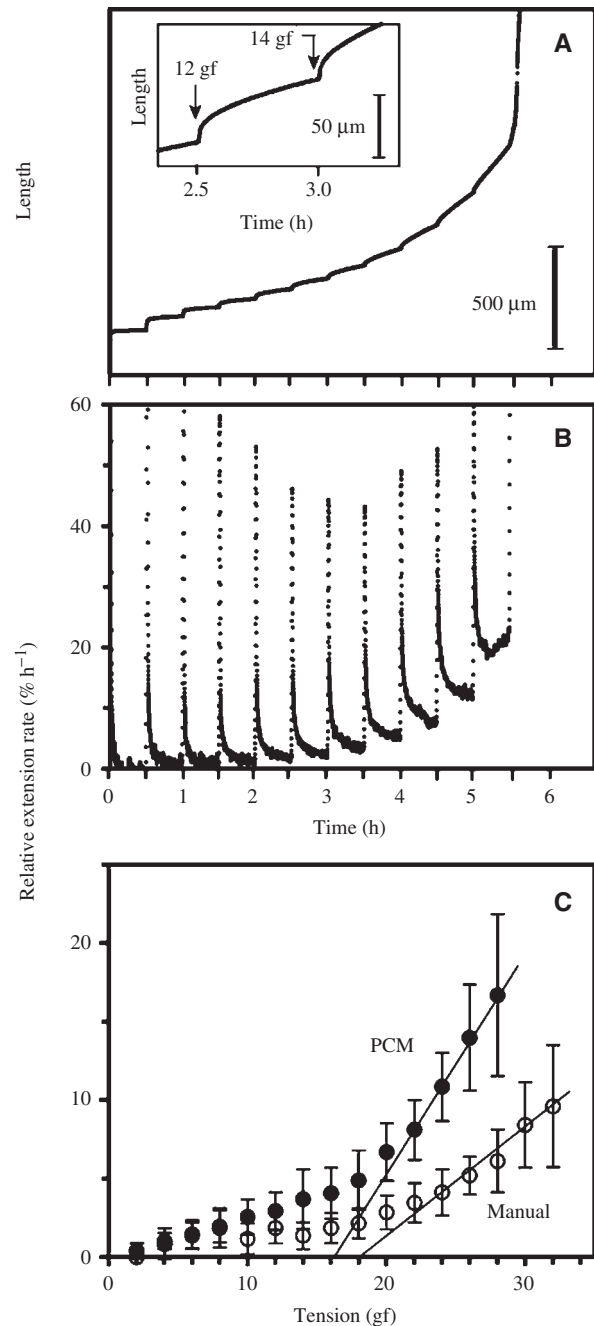 A
14 gf
12 gf
Length
50 µm
2.5
3.0
Time (h)
Length
500 µm
B
60
40
20
0
0
1
2
3
4
5
6
Time (h)
Relative extension rate (% h⁻¹)
C
20
10
0
PCM
Manual
0
10
20
30
Tension (gf)